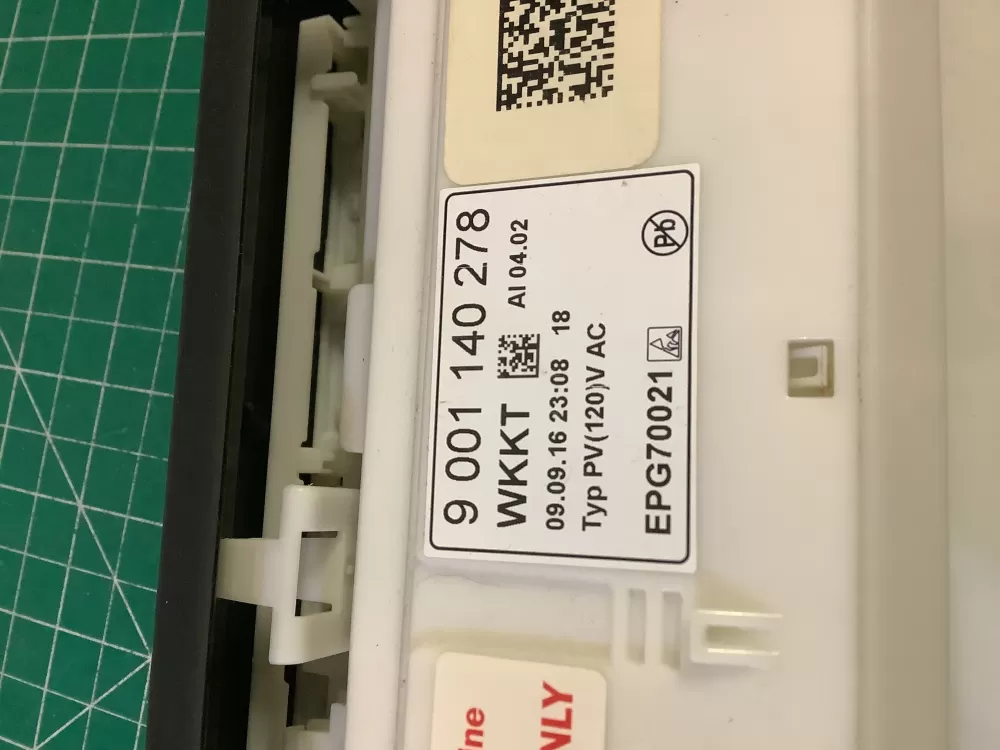 9 001 140 278
WKKT AI 04.02
09.09.16 23:08 18
Typ PV(120)V AC
EPG70021
Pb
ne
NLY